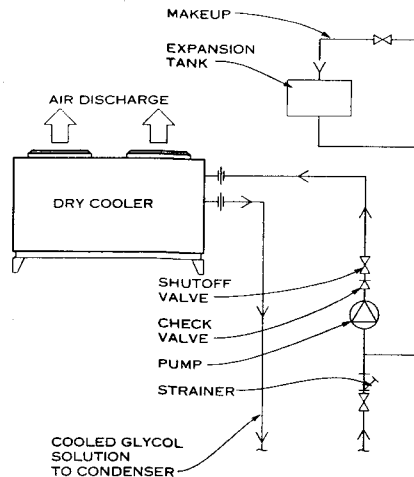 MAKEUP
EXPANSION
TANK
AIR DISCHARGE
DRY COOLER
SHUTOFF
VALVE
CHECK
VALVE
PUMP
STRAINER
COOLED GLYCOL
SOLUTION
TO CONDENSER